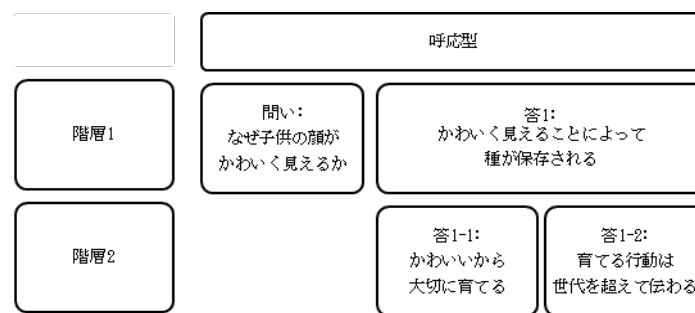 呼応型
階層1
問い:
なぜ子供の顔が
かわいく見えるか
答1:
かわいく見えることによって
種が保存される
階層2
答1-1:
かわいいから
大切に育てる
答1-2:
育てる行動は
世代を超えて伝わる